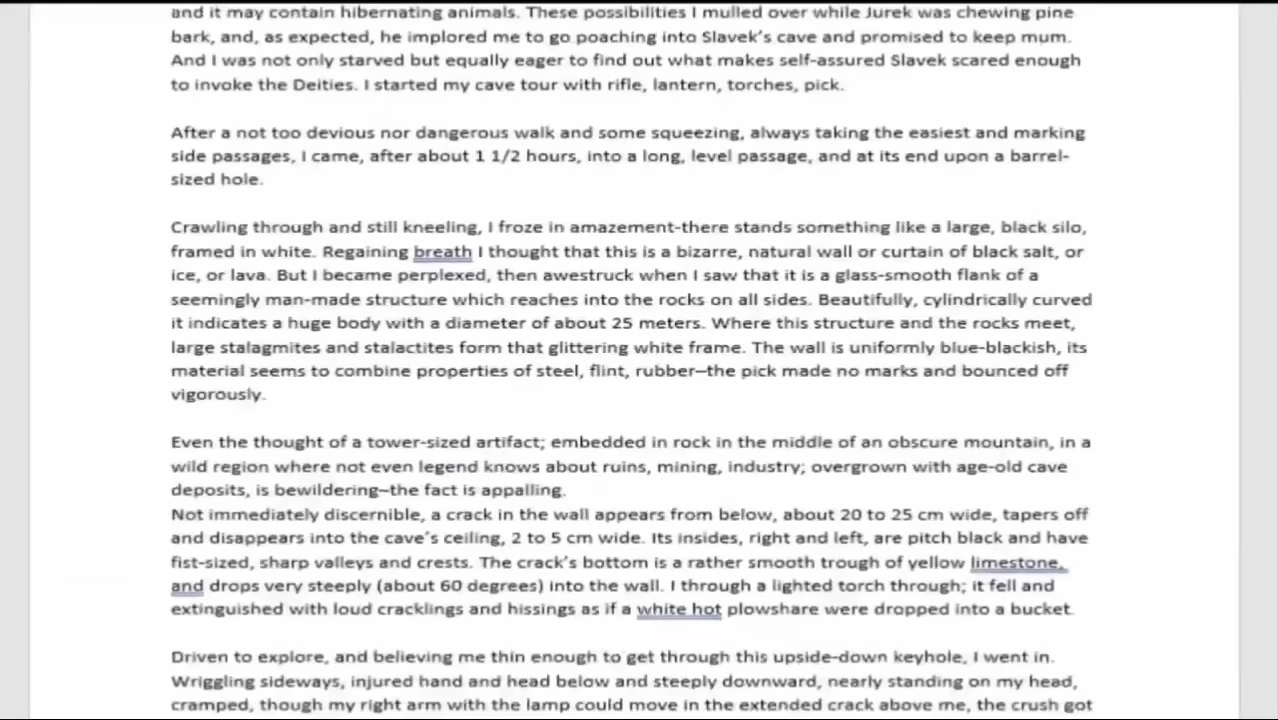 and it may contain hibernating animals. These possibilities I mulled over while Jurek was chewing pine
bark, and, as expected, he implored me to go poaching into Slavek's cave and promised to keep mum.
And I was not only starved but equally eager to find out what makes self-assured Slavek scared enough
to invoke the Deities. I started my cave tour with rifle, lantern, torches, pick.
After a not too devious nor dangerous walk and some squeezing, always taking the easiest and marking
side passages, I came, after about 1 1/2 hours, into a long, level passage, and at its end upon a barrel-
sized hole.
Crawling through and still kneeling, I froze in amazement-there stands something like a large, black silo,
framed in white. Regaining breath I thought that this is a bizarre, natural wall or curtain of black salt, or
ice, or lava. But I became perplexed, then awestruck when I saw that it is a glass-smooth flank of a
seemingly man-made structure which reaches into the rocks on all sides. Beautifully, cylindrically curved
it indicates a huge body with a diameter of about 25 meters. Where this structure and the rocks meet,
large stalagmites and stalactites form that glittering white frame. The wall is uniformly blue-blackish, its
material seems to combine properties of steel, flint, rubber—the pick made no marks and bounced off
vigorously.
Even the thought of a tower-sized artifact; embedded in rock in the middle of an obscure mountain, in a
wild region where not even legend knows about ruins, mining, industry; overgrown with age-old cave
deposits, is bewildering—the fact is appalling.
Not immediately discernible, a crack in the wall appears from below, about 20 to 25 cm wide, tapers off
and disappears into the cave's ceiling, 2 to 5 cm wide. Its insides, right and left, are pitch black and have
fist-sized, sharp valleys and crests. The crack's bottom is a rather smooth trough of yellow limestone,
and drops very steeply (about 60 degrees) into the wall. I through a lighted torch through; it fell and
extinguished with loud cracklings and hissings as if a white hot plowshare were dropped into a bucket.
Driven to explore, and believing me thin enough to get through this upside-down keyhole, I went in.
Wriggling sideways, injured hand and head below and steeply downward, nearly standing on my head,
cramped, though my right arm with the lamp could move in the extended crack above me, the crush got